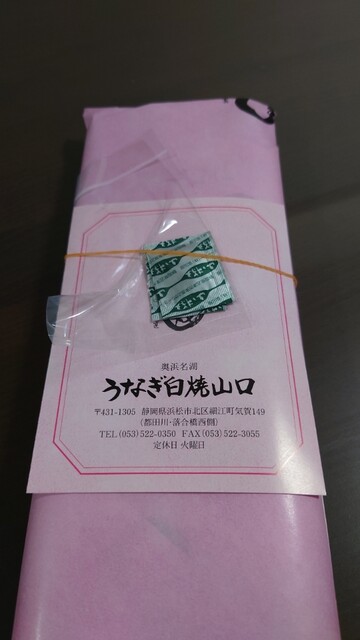 奥浜名湖
うなぎ白焼山口
〒431-1305 静岡県浜松市北区細江町気賀149
(都田川・落合橋西側)
TEL(053)522-0350 FAX(053)522-3055
定休日 火曜日